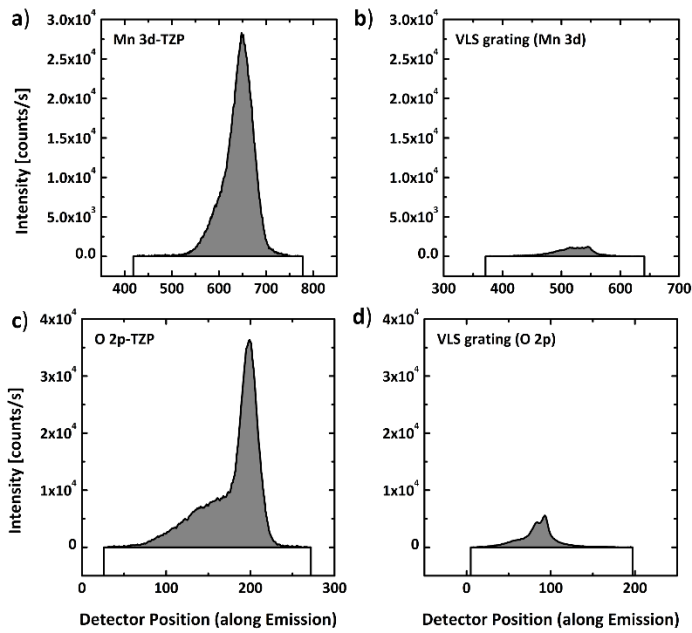 a)
Mn 3d-TZP
Intensity [counts/s]
3.0x10⁴
2.5x10⁴
2.0x10⁴
1.5x10⁴
1.0x10⁴
5.0x10³
0.0
400 500 600 700 800
b)
VLS grating (Mn 3d)
3.0x10⁴
2.5x10⁴
2.0x10⁴
1.5x10⁴
1.0x10⁴
5.0x10³
0.0
300 400 500 600 700
c)
O 2p-TZP
Intensity [counts/s]
4x10⁴
3x10⁴
2x10⁴
1x10⁴
0
0 100 200 300
Detector Position (along Emission)
d)
VLS grating (O 2p)
4x10⁴
3x10⁴
2x10⁴
1x10⁴
0
0 100 200
Detector Position (along Emission)